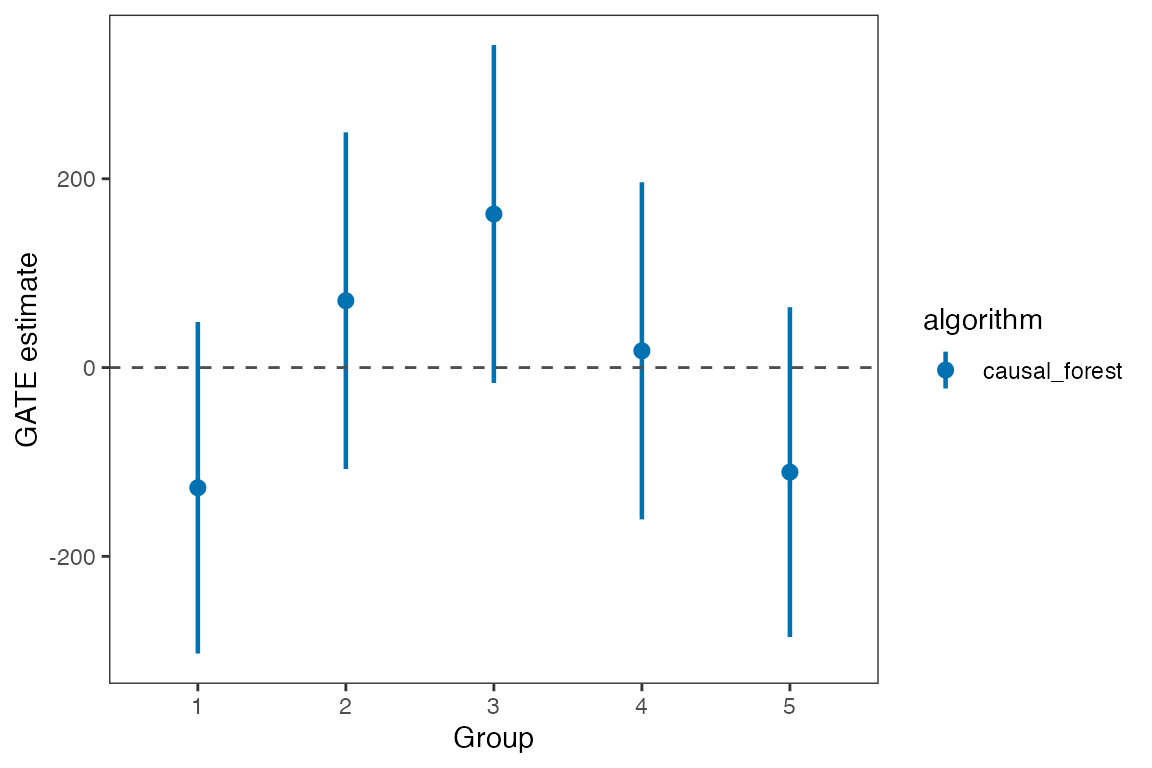 GATE estimate
200
0
-200
1 2 3 4 5
Group
algorithm
causal_forest